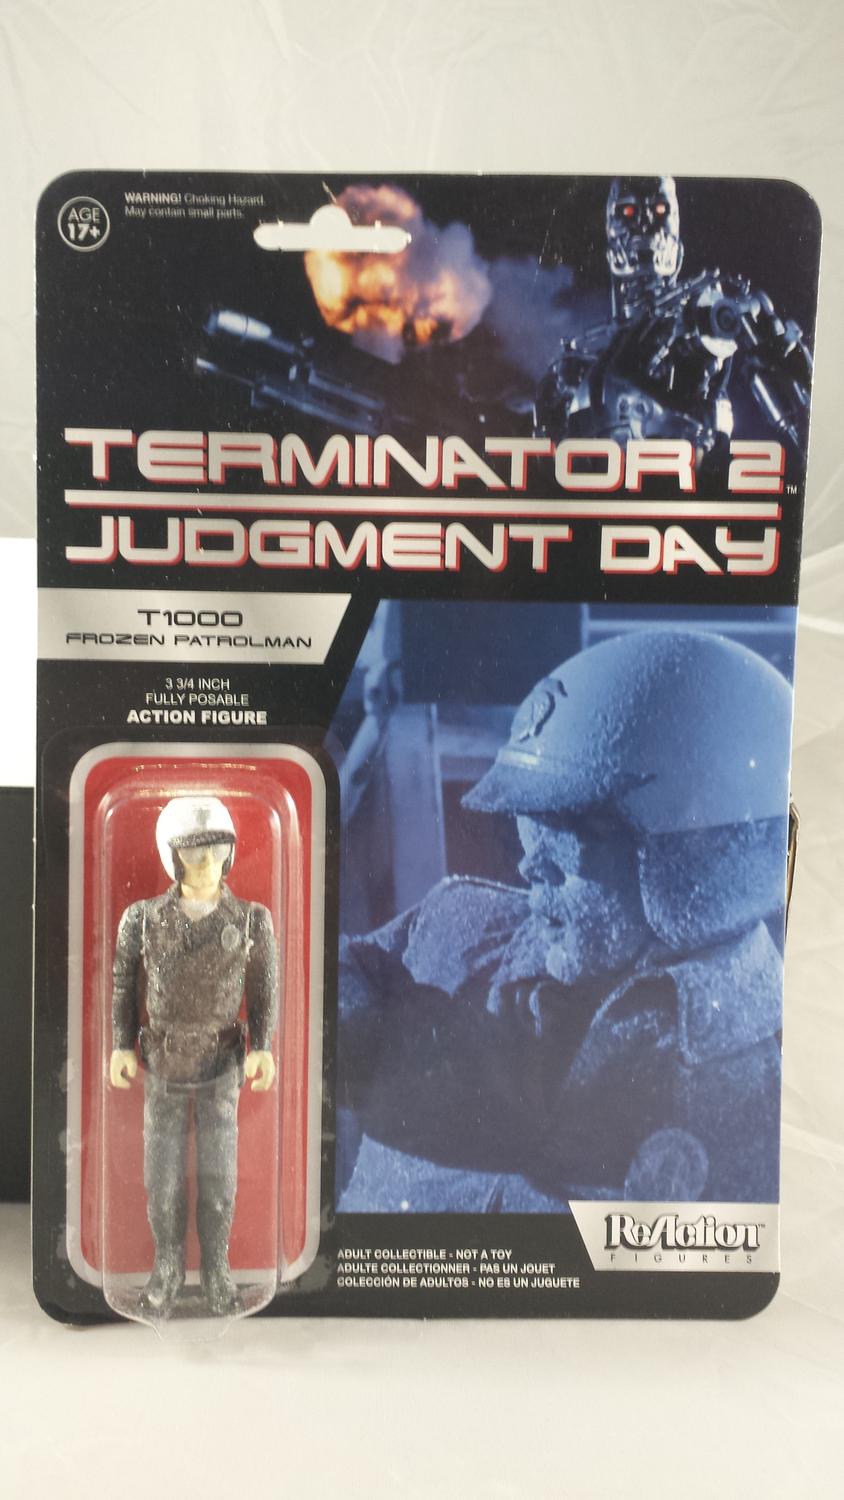 AGE
17+
WARNING! Choking Hazard.
May contain small parts.
TERMINATOR 2™
JUDGMENT DAY
T1000
FROZEN PATROLMAN
3 3/4 INCH
FULLY POSABLE
ACTION FIGURE
ADULT COLLECTIBLE - NOT A TOY
ADULTE COLLECTIONNER - PAS UN JOUET
COLECCIÓN DE ADULTOS - NO ES UN JUGUETE
ReAction™
FIGURES